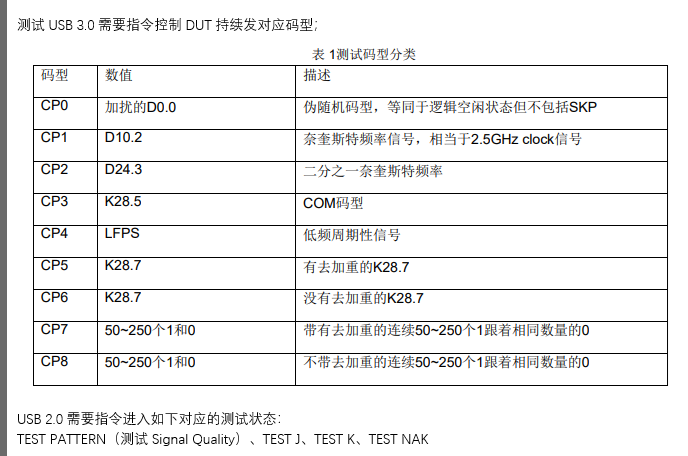 测试 USB 3.0 需要指令控制 DUT 持续发对应码型;
表 1测试码型分类
码型 数值 描述
CP0 加扰的D0.0 伪随机码型，等同于逻辑空闲状态但不包括SKP
CP1 D10.2 奈奎斯特频率信号，相当于2.5GHz clock信号
CP2 D24.3 二分之一奈奎斯特频率
CP3 K28.5 COM码型
CP4 LFPS 低频周期性信号
CP5 K28.7 有去加重的K28.7
CP6 K28.7 没有去加重的K28.7
CP7 50~250个1和0 带有去加重的连续50~250个1跟着相同数量的0
CP8 50~250个1和0 不带去加重的连续50~250个1跟着相同数量的0
USB 2.0 需要指令进入如下对应的测试状态：
TEST PATTERN（测试 Signal Quality）、TEST J、TEST K、TEST NAK